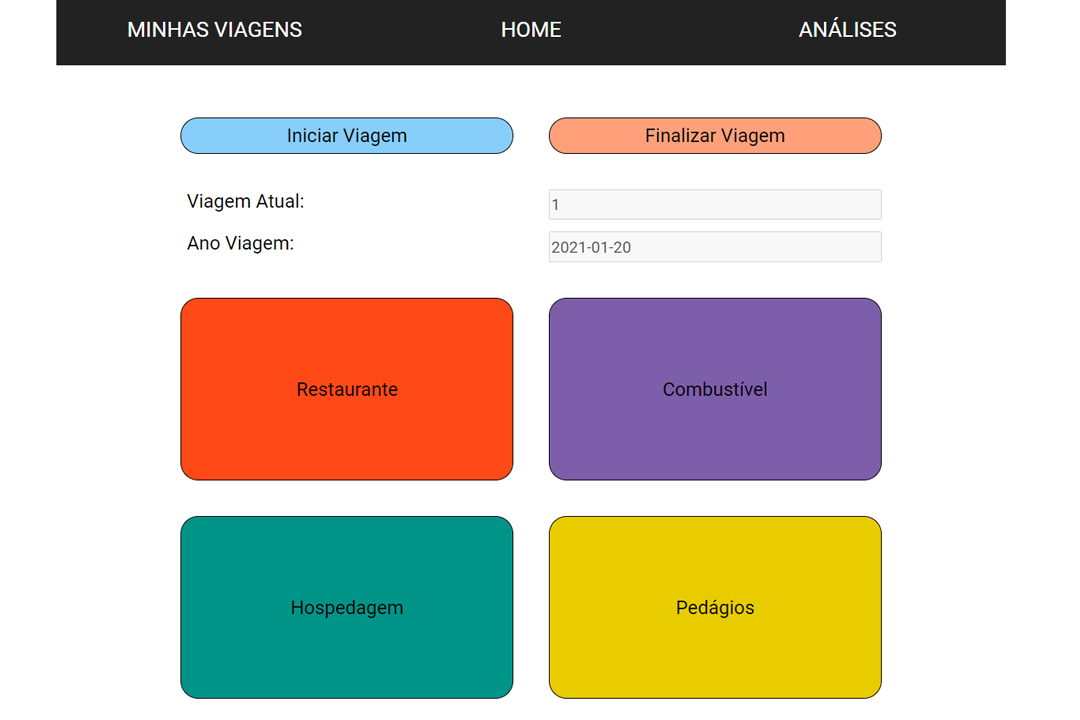 MINHAS VIAGENS HOME ANÁLISES
Iniciar Viagem Finalizar Viagem
Viagem Atual: 1
Ano Viagem: 2021-01-20
Restaurante Combustível
Hospedagem Pedágios